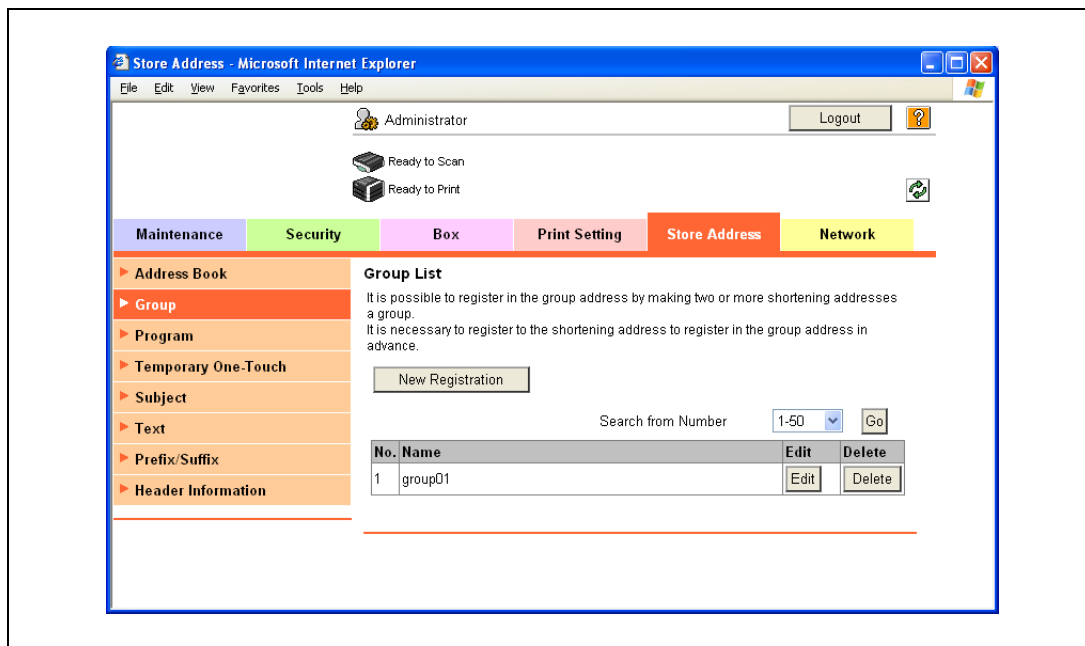 Store Address - Microsoft Internet Explorer
File Edit View Favorites Tools Help
Administrator
Logout
?
Ready to Scan
Ready to Print
Maintenance Security Box Print Setting Store Address Network
Address Book
Group
Program
Temporary One-Touch
Subject
Text
Prefix/Suffix
Header Information
Group List
It is possible to register in the group address by making two or more shortening addresses
a group.
It is necessary to register to the shortening address to register in the group address in
advance.
New Registration
Search from Number 1-50 Go
No. Name Edit Delete
1 group01 Edit Delete